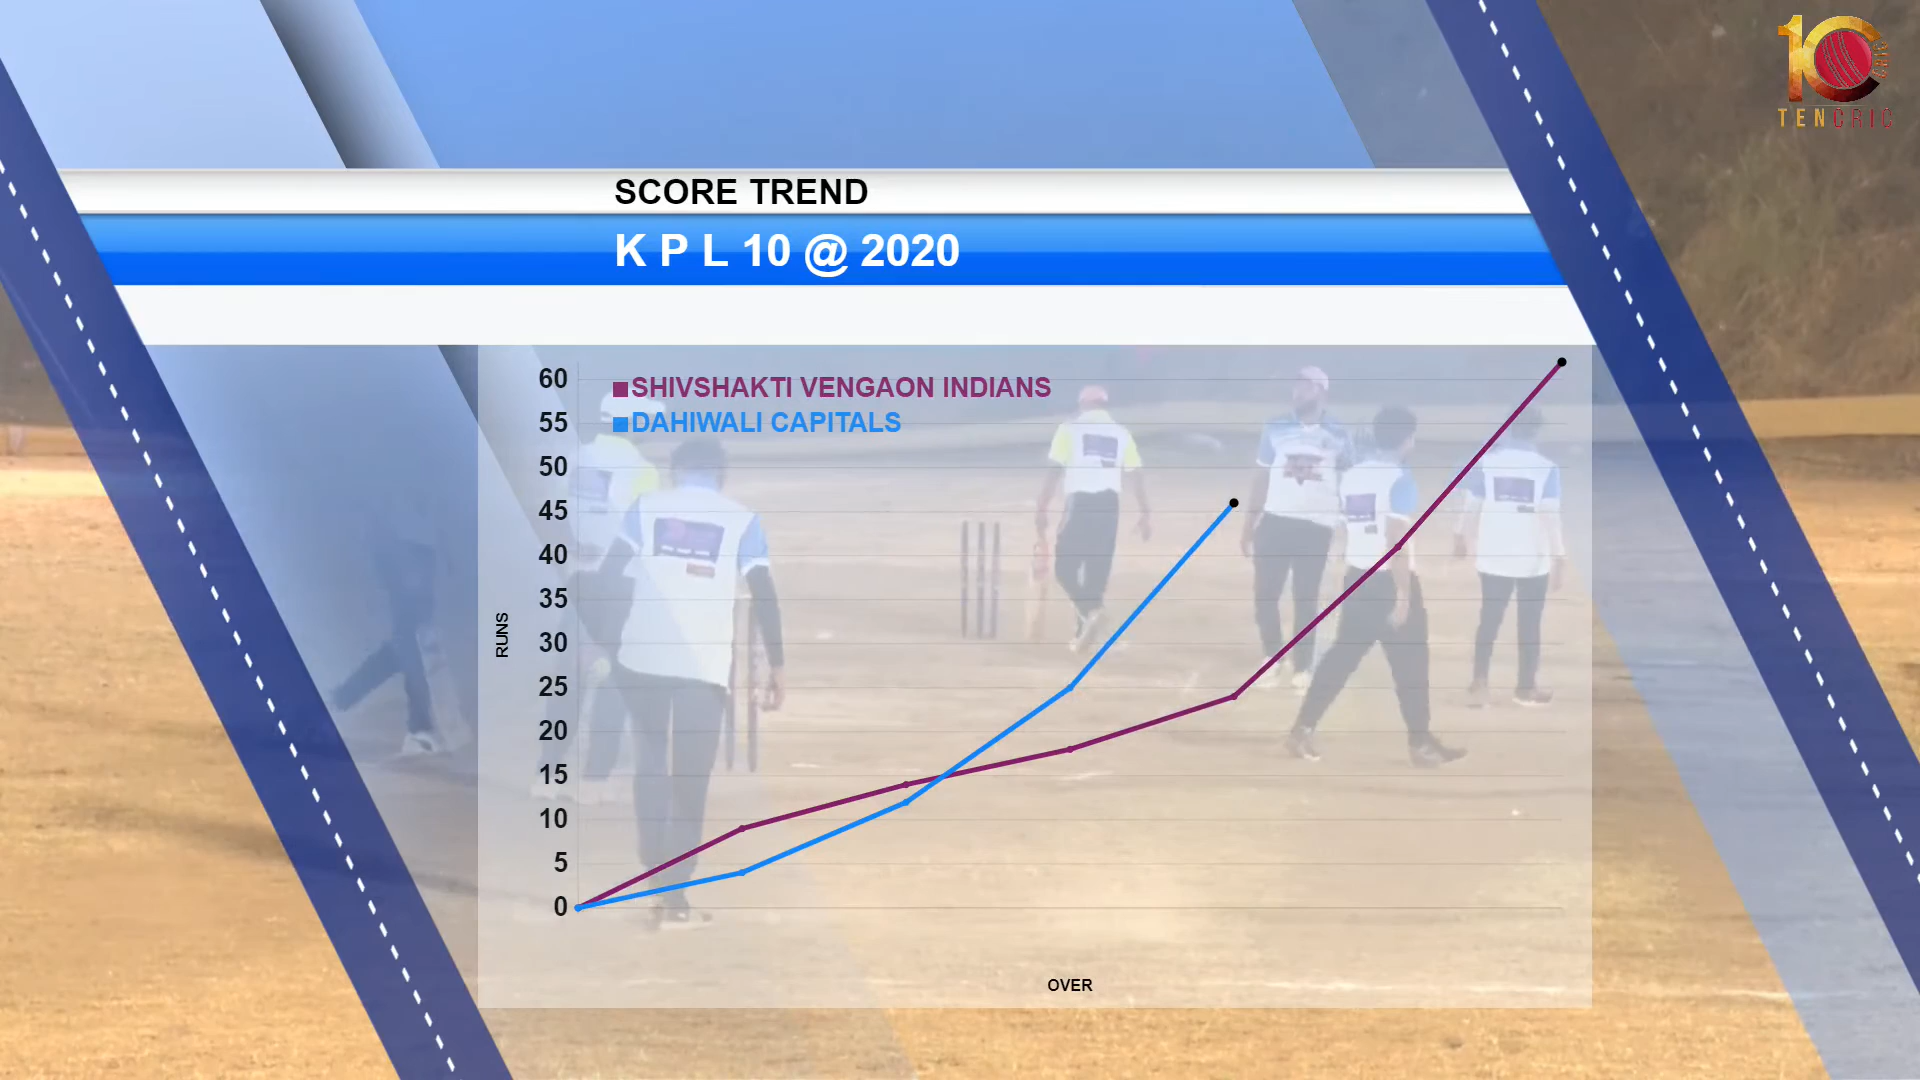 10
CRIC
TENCRIC
SCORE TREND
K P L 10 @ 2020
SHIVSHAKTI VENGAON INDIANS
DAHIWALI CAPITALS
60
55
50
45
40
35
30
25
20
15
10
5
0
RUNS
OVER